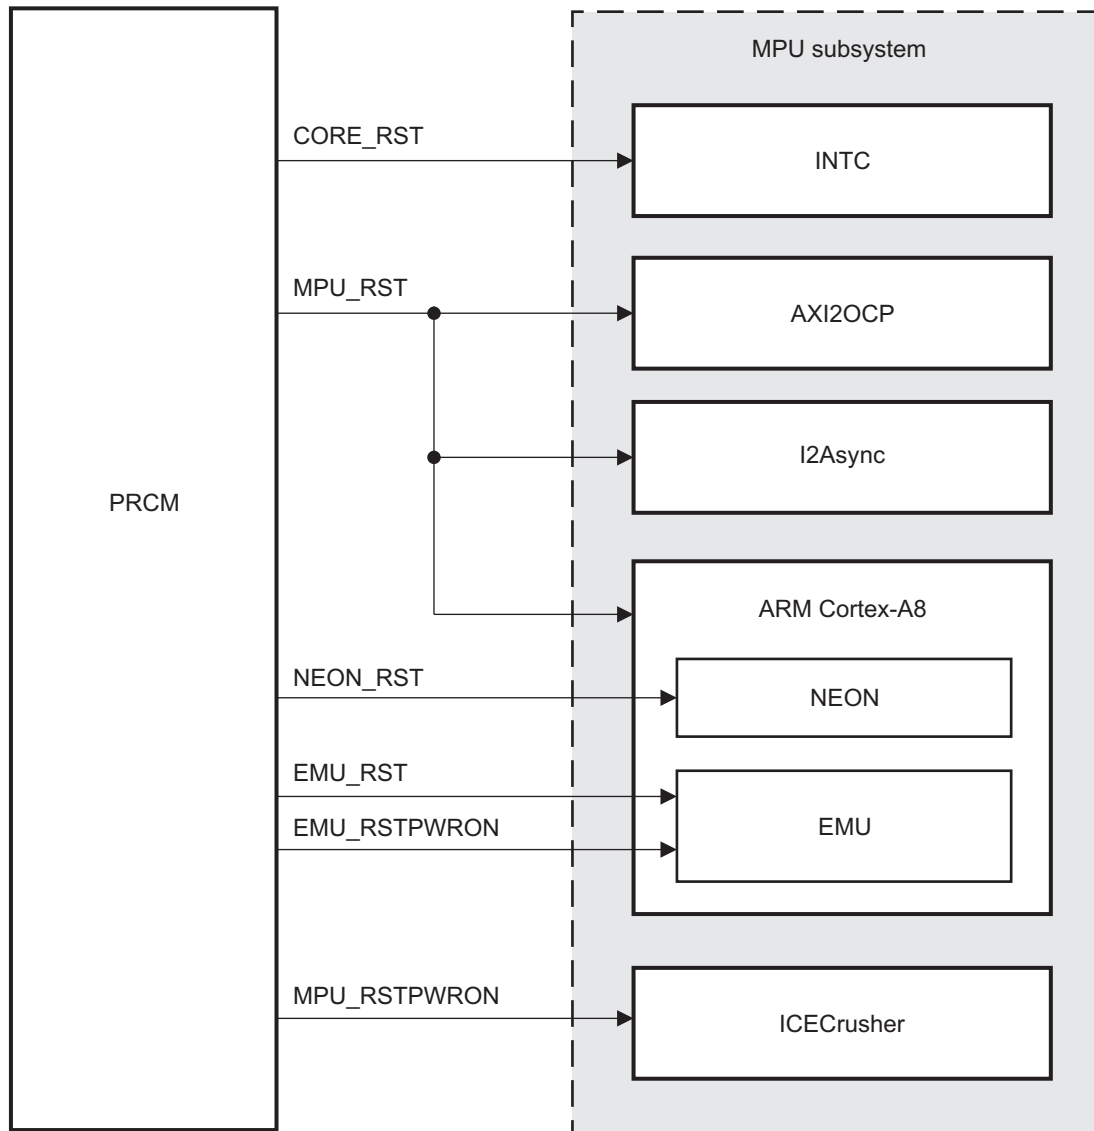 MPU subsystem
CORE_RST
INTC
MPU_RST
AXI2OCP
I2Async
PRCM
ARM Cortex-A8
NEON_RST
NEON
EMU_RST
EMU_RSTPWRON
EMU
MPU_RSTPWRON
ICECrusher